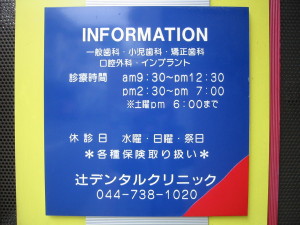 INFORMATION
一般歯科・小児歯科・矯正歯科
口腔外科・インプラント
診療時間 am9:30~pm12:30
pm2:30~pm 7:00
※土曜pm 6:00まで
休診日 水曜・日曜・祭日
＊各種保険取り扱い＊
辻デンタルクリニック
044-738-1020